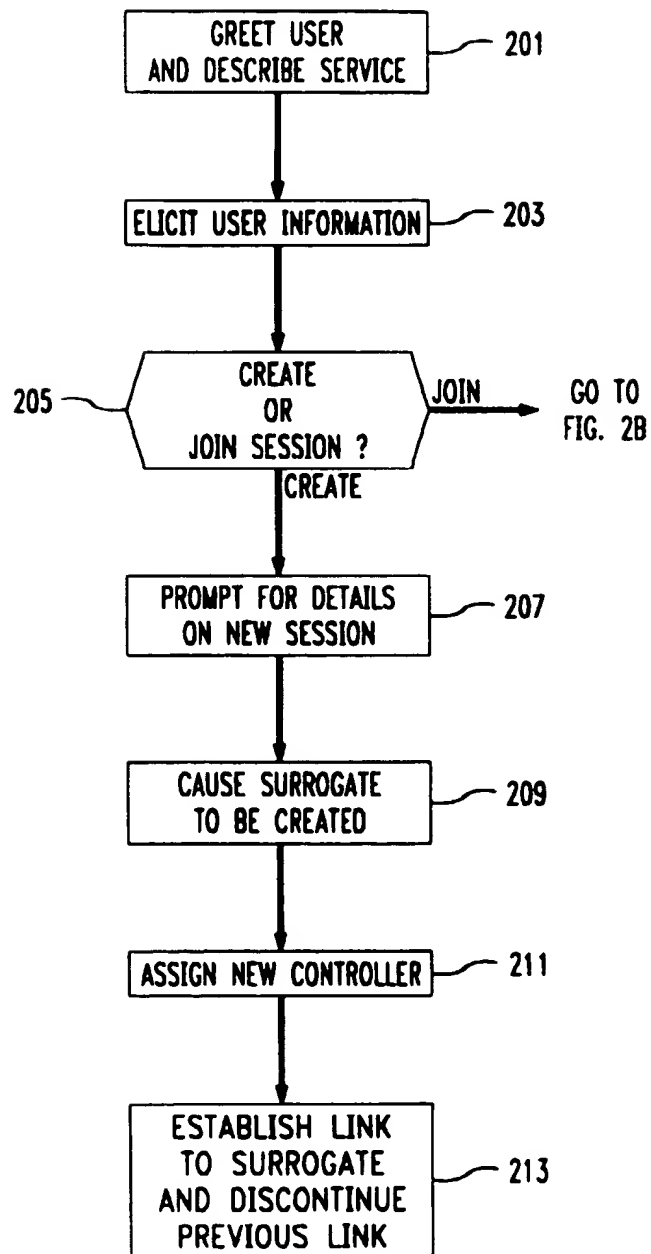 GREET USER
AND DESCRIBE SERVICE
201
ELICIT USER INFORMATION
203
205
CREATE
OR
JOIN SESSION ?
JOIN
GO TO
FIG. 2B
CREATE
PROMPT FOR DETAILS
ON NEW SESSION
207
CAUSE SURROGATE
TO BE CREATED
209
ASSIGN NEW CONTROLLER
211
ESTABLISH LINK
TO SURROGATE
AND DISCONTINUE
PREVIOUS LINK
213